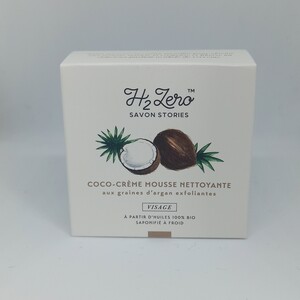 H2 Zero™
SAVON STORIES
COCO-CRÈME MOUSSE NETTOYANTE
aux graines d'argan exfoliantes
VISAGE
À PARTIR D'HUILES 100% BIO
SAPONIFIÉ À FROID